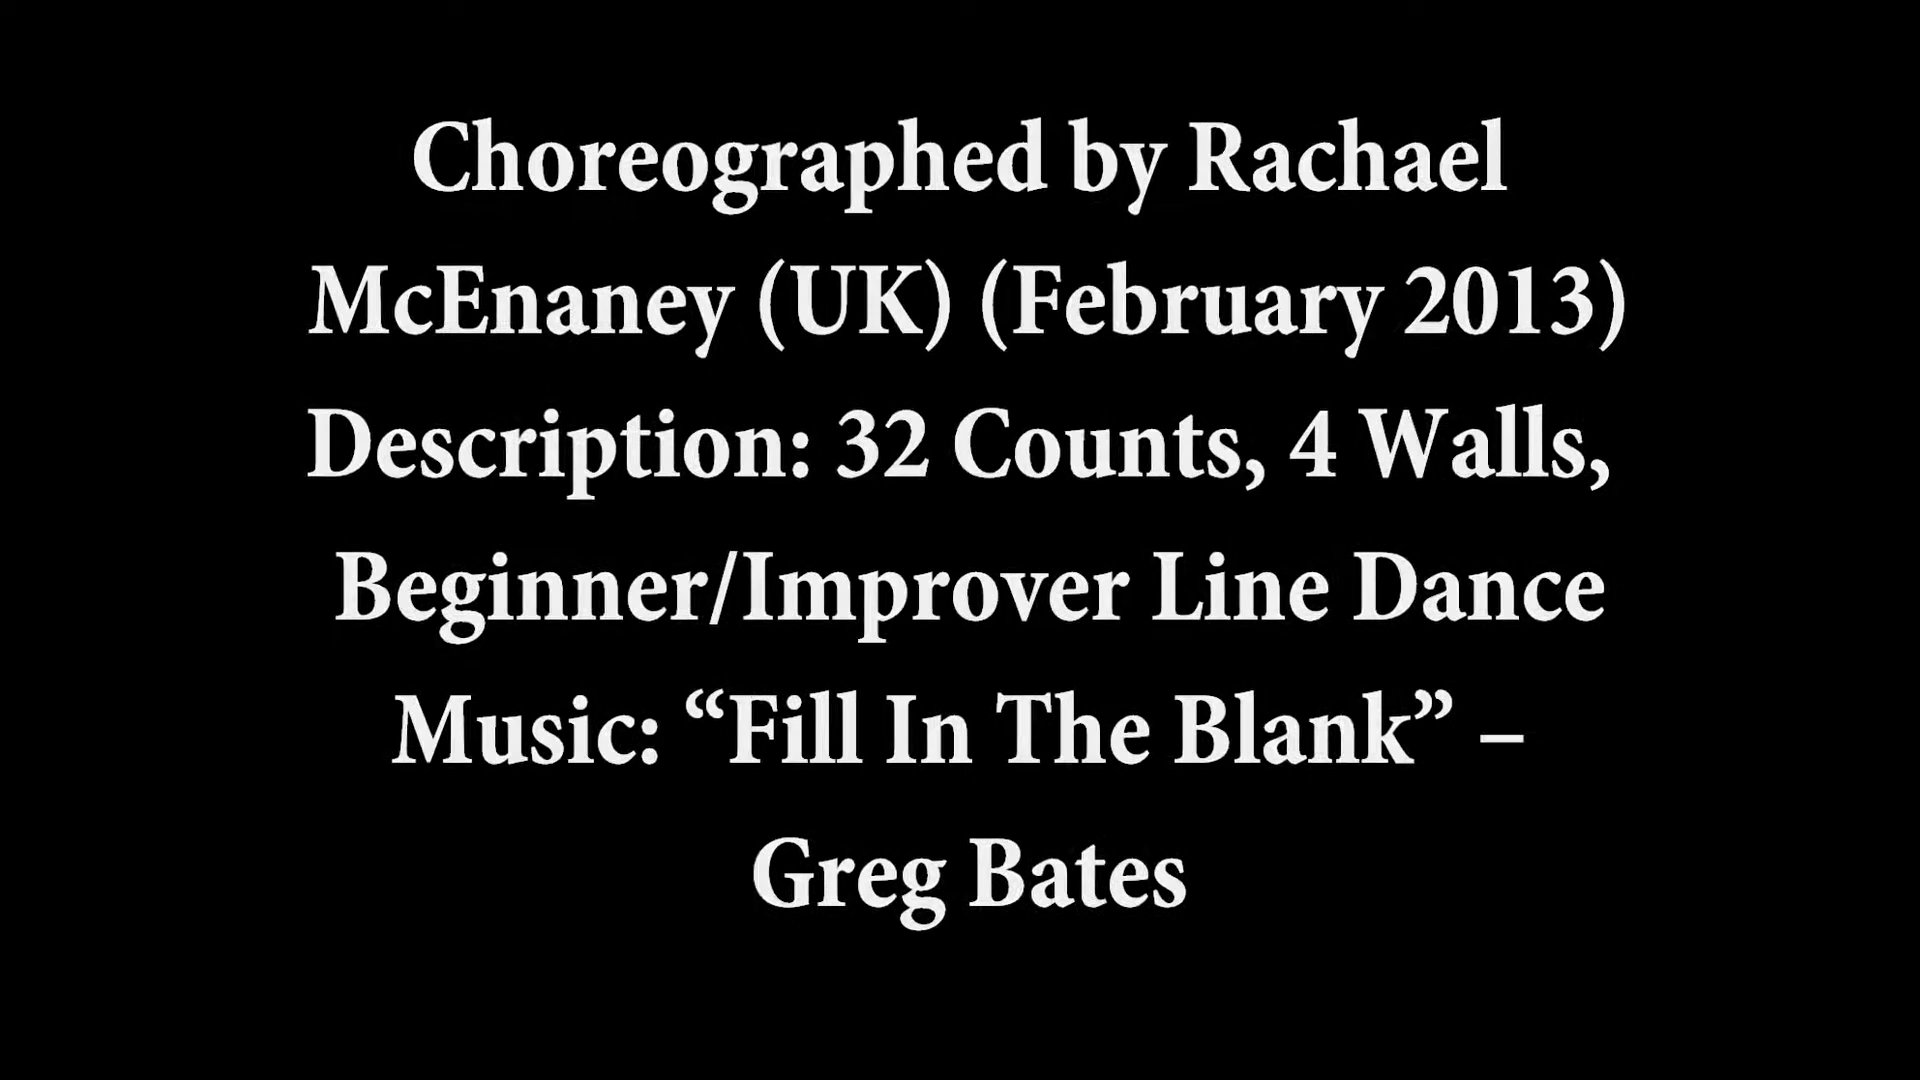 Choreographed by Rachael
McEnaney (UK) (February 2013)
Description: 32 Counts, 4 Walls,
Beginner/Improver Line Dance
Music: “Fill In The Blank” –
Greg Bates